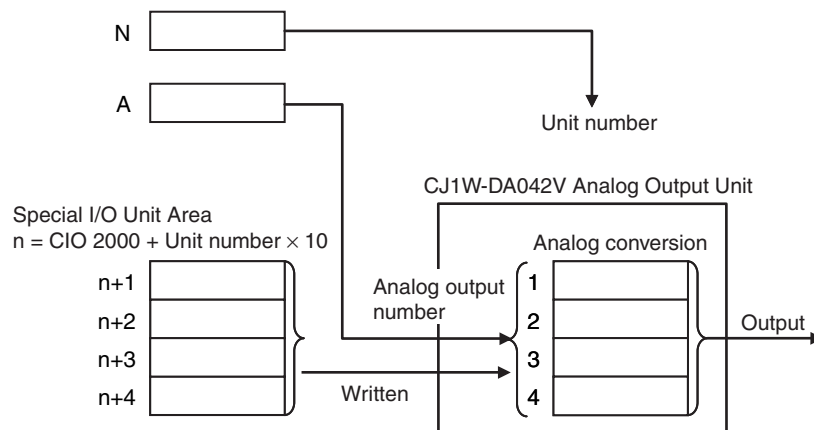 N
A
Unit number
CJ1W-DA042V Analog Output Unit
Special I/O Unit Area
n = CIO 2000 + Unit number × 10
Analog conversion
n+1
n+2
n+3
n+4
Analog output
number
1
2
3
4
Output
Written